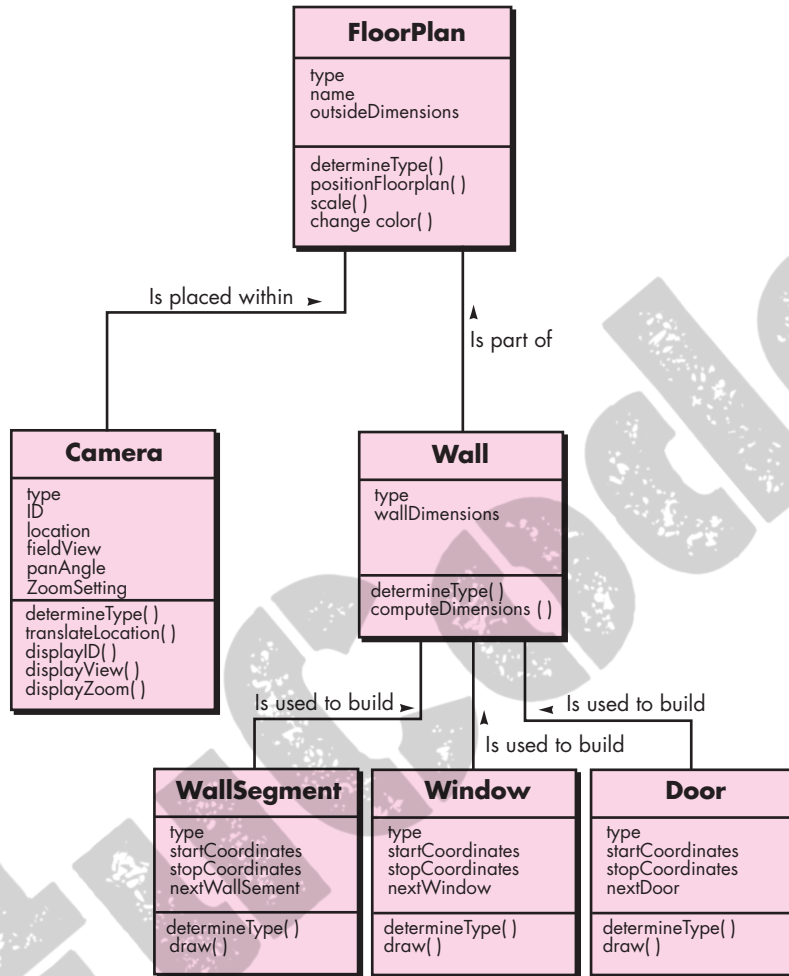 FloorPlan
type
name
outsideDimensions
determineType( )
positionFloorplan( )
scale( )
change color( )
Is placed within
Is part of
Camera
type
ID
location
fieldView
panAngle
ZoomSetting
determineType( )
translateLocation( )
displayID( )
displayView( )
displayZoom( )
Wall
type
wallDimensions
determineType( )
computeDimensions ( )
Is used to build
Is used to build
Is used to build
WallSegment
type
startCoordinates
stopCoordinates
nextWallSement
determineType( )
draw( )
Window
type
startCoordinates
stopCoordinates
nextWindow
determineType( )
draw( )
Door
type
startCoordinates
stopCoordinates
nextDoor
determineType( )
draw( )